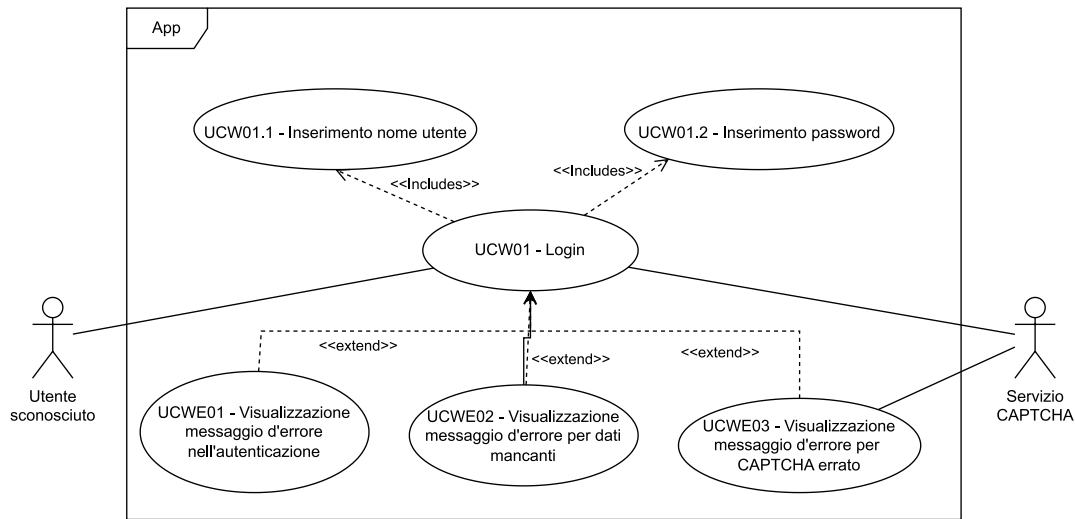 App
UCW01.1 - Inserimento nome utente
UCW01.2 - Inserimento password
<<Includes>>
<<Includes>>
UCW01 - Login
<<extend>>
<<extend>>
<<extend>>
Utente
sconosciuto
UCWE01 - Visualizzazione
messaggio d'errore
nell'autenticazione
UCWE02 - Visualizzazione
messaggio d'errore per dati
mancanti
UCWE03 - Visualizzazione
messaggio d'errore per
CAPTCHA errato
Servizio
CAPTCHA